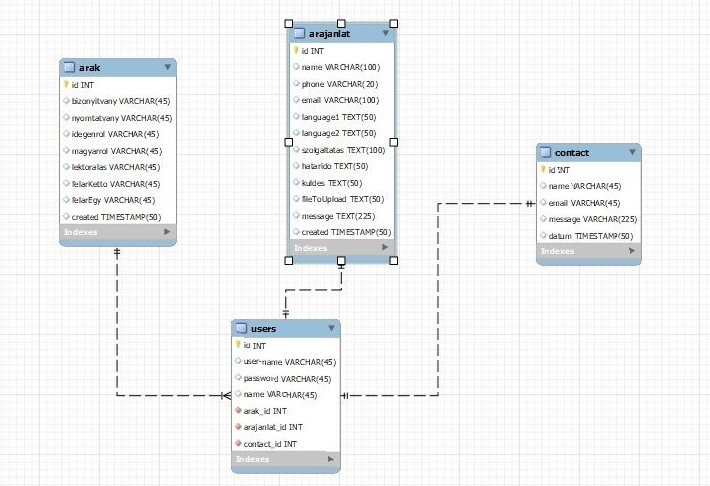 arak
id INT
bizonyitvany VARCHAR(45)
nyomtatvany VARCHAR(45)
idegenrol VARCHAR(45)
magyarrol VARCHAR(45)
lektoralas VARCHAR(45)
felarKetto VARCHAR(45)
felarEgy VARCHAR(45)
created TIMESTAMP(50)
Indexes
arajanlat
id INT
name VARCHAR(100)
phone VARCHAR(20)
email VARCHAR(100)
language1 TEXT(50)
language2 TEXT(50)
szolgaltatas TEXT(100)
hatarido TEXT(50)
kuldes TEXT(50)
fileToUpload TEXT(50)
message TEXT(225)
created TIMESTAMP(50)
Indexes
contact
id INT
name VARCHAR(45)
email VARCHAR(45)
message VARCHAR(225)
datum TIMESTAMP(50)
Indexes
users
id INT
user-name VARCHAR(45)
password VARCHAR(45)
name VARCHAR(45)
arak_id INT
arajanlat_id INT
contact_id INT
Indexes